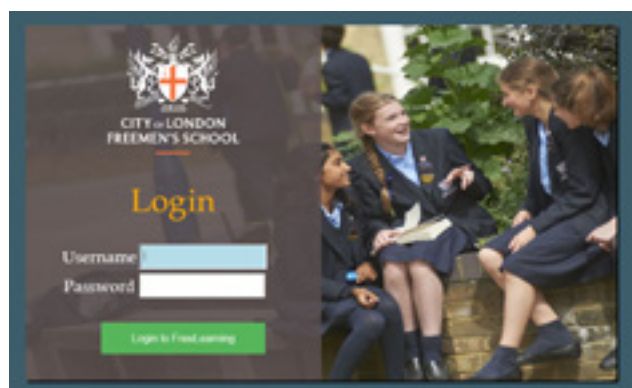 CITY OF LONDON
FREEMEN'S SCHOOL
Login
Username
Password
Login to FreeLearning